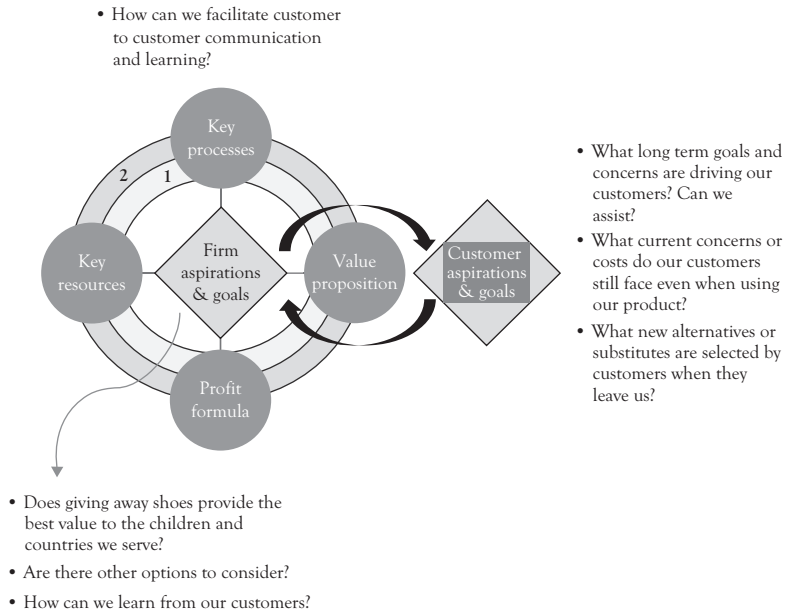 • How can we facilitate customer
to customer communication
and learning?
Key
processes
2 1
Key
resources
Firm
aspirations
& goals
Value
proposition
Customer
aspirations
& goals
Profit
formula
• What long term goals and
concerns are driving our
customers? Can we
assist?
• What current concerns or
costs do our customers
still face even when using
our product?
• What new alternatives or
substitutes are selected by
customers when they
leave us?
• Does giving away shoes provide the
best value to the children and
countries we serve?
• Are there other options to consider?
• How can we learn from our customers?